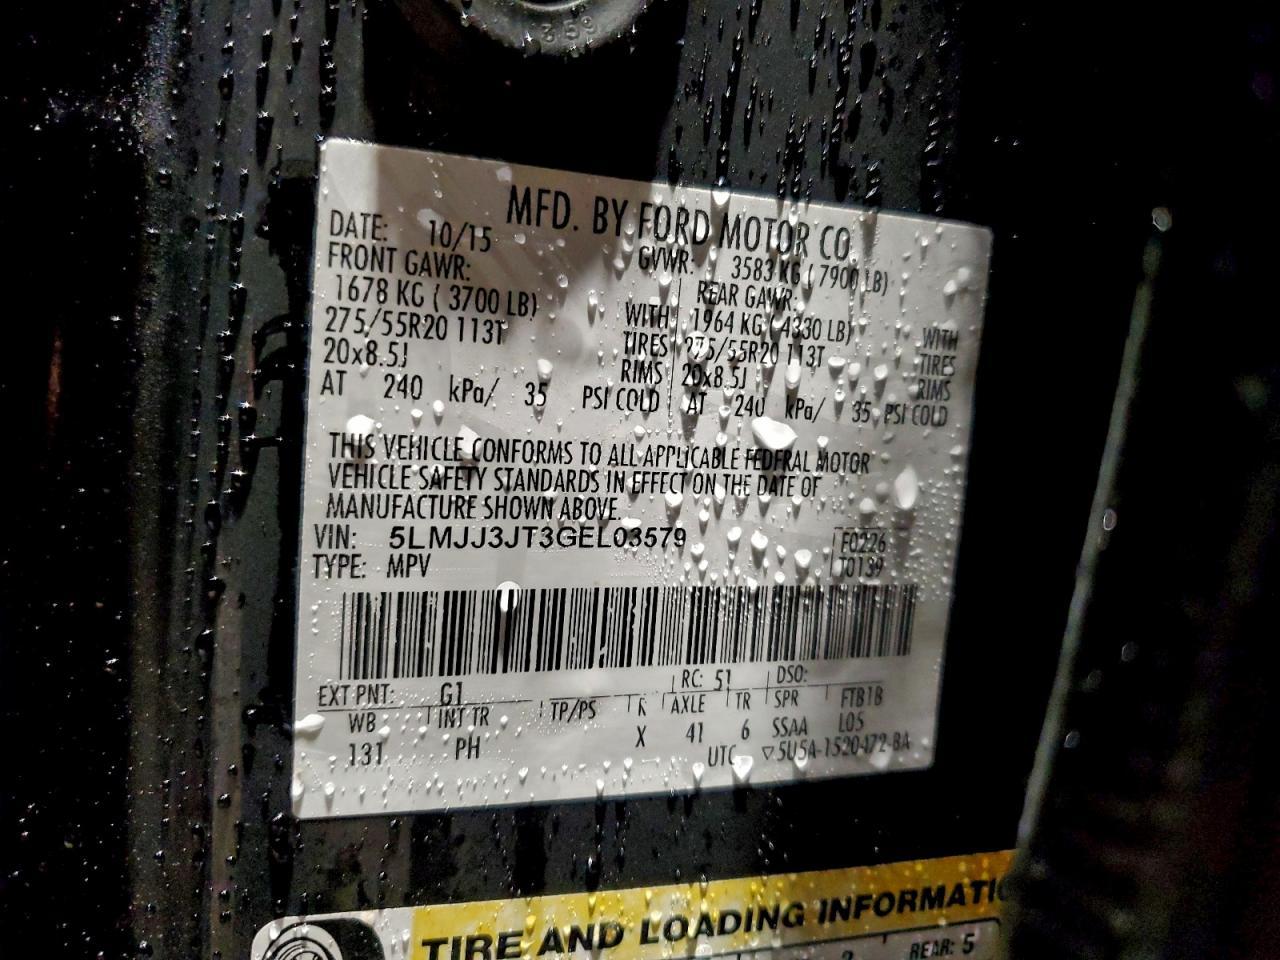 359
MFD. BY FORD MOTOR CO.
DATE: 10/15 GVWR: 3583 KG ( 7900 LB)
FRONT GAWR: REAR GAWR:
1678 KG ( 3700 LB) WITH 1964 KG ( 4330 LB) WITH
275/55R20 113T TIRES 275/55R20 113T TIRES
20x8.5J RIMS 20x8.5J RIMS
AT 240 kPa/ 35 PSI COLD AT 240 kPa/ 35 PSI COLD
THIS VEHICLE CONFORMS TO ALL APPLICABLE FEDERAL MOTOR
VEHICLE SAFETY STANDARDS IN EFFECT ON THE DATE OF
MANUFACTURE SHOWN ABOVE.
VIN: 5LMJJ3JT3GEL03579 F0226
TYPE: MPV T0139
EXT PNT: G1 RC: 51 DSO:
WB INT TR TP/PS R AXLE TR SPR FTB1B
131 PH X 41 6 SSAA L05
UTC ▽5U5A-1520472-BA
TIRE AND LOADING INFORMATIO
REAR: 5